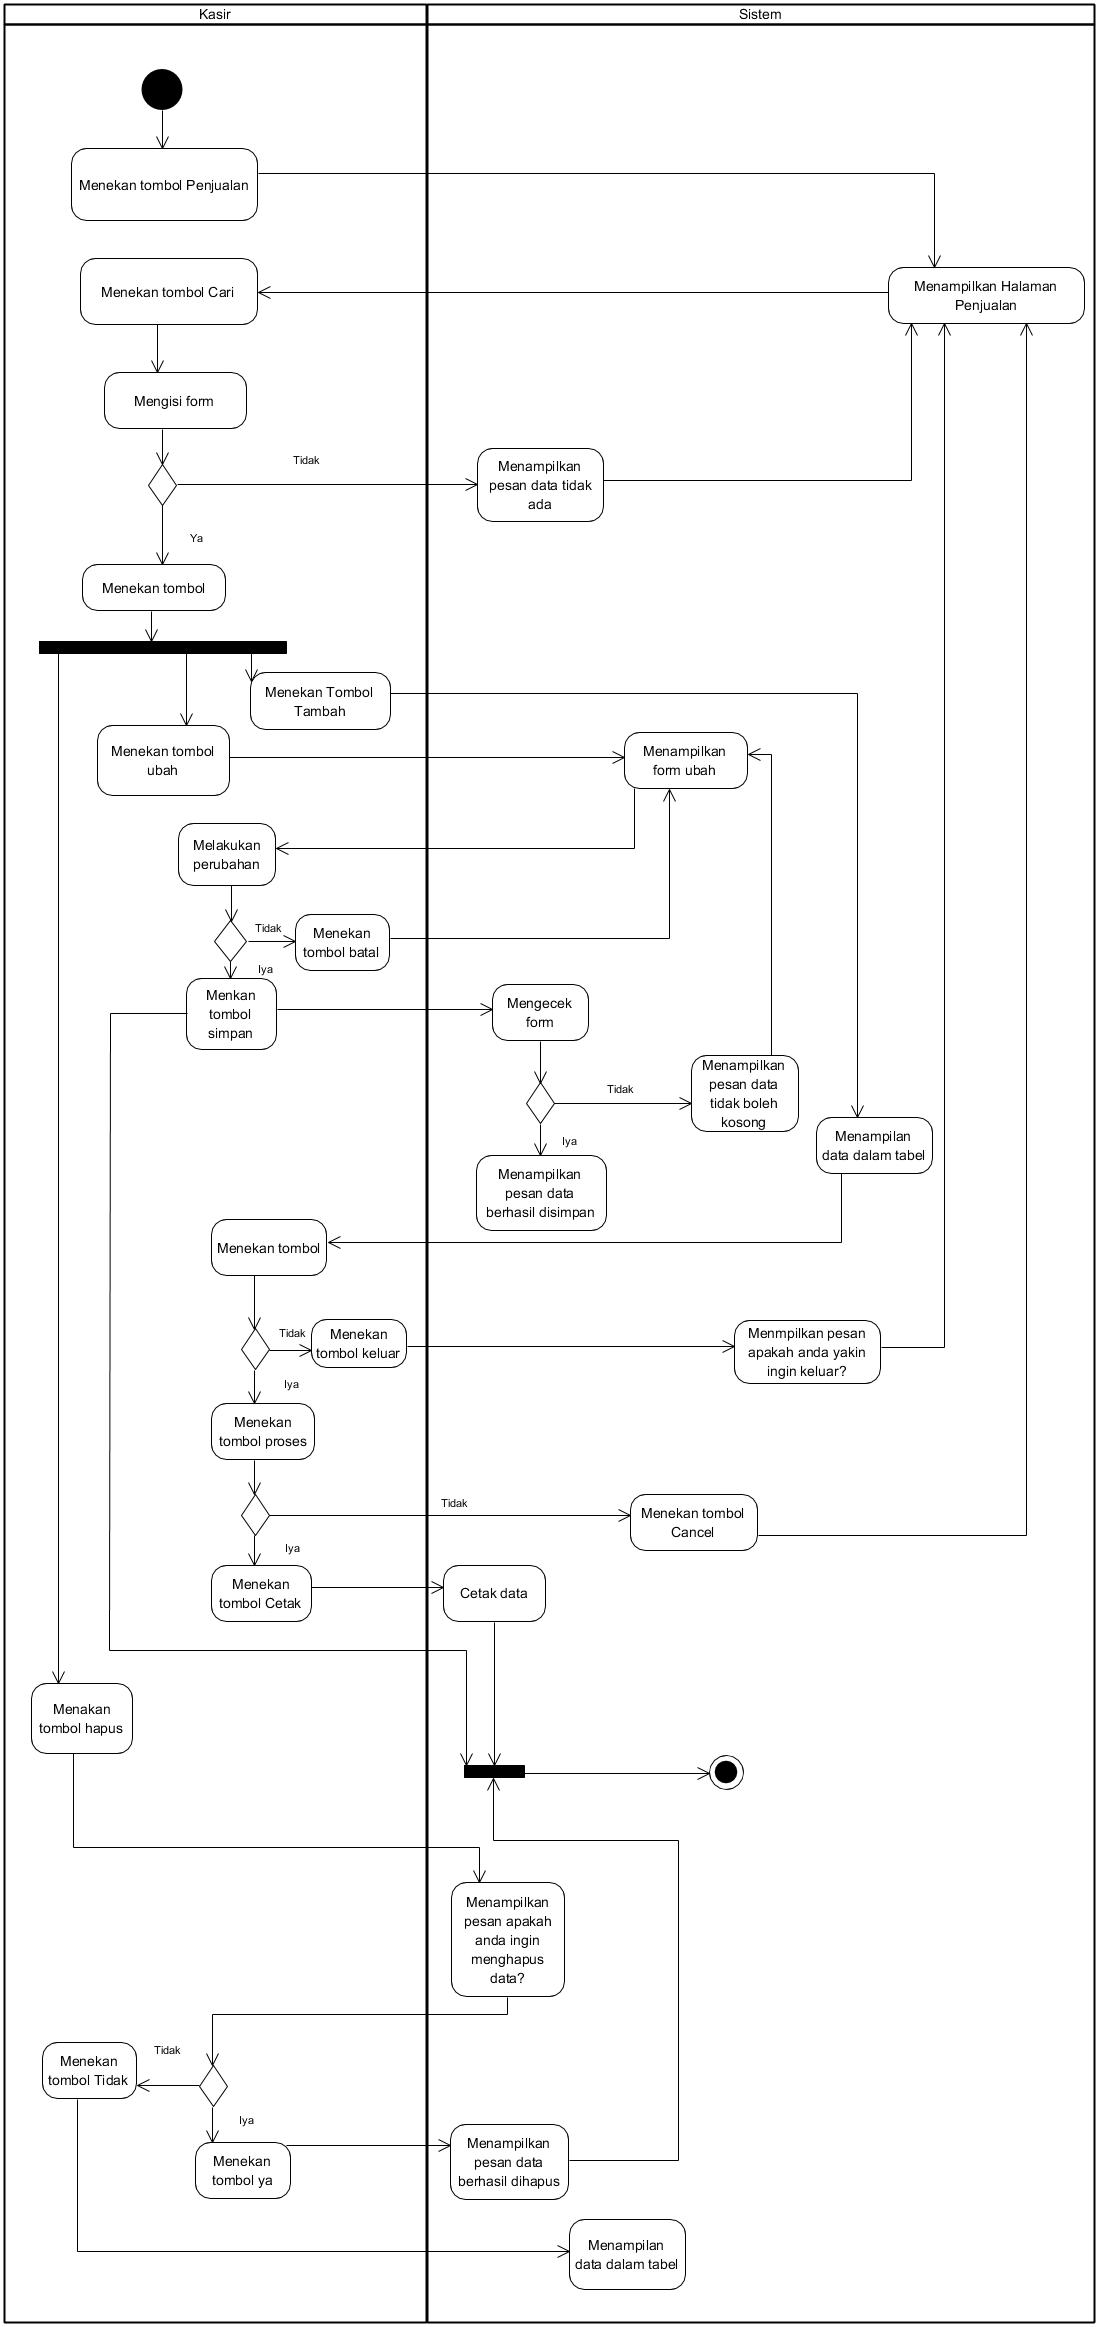 Kasir
Sistem
Menekan tombol Penjualan
Menekan tombol Cari
Menampilkan Halaman
Penjualan
Mengisi form
Tidak
Menampilkan
pesan data tidak
ada
Ya
Menekan tombol
Menekan Tombol
Tambah
Menekan tombol
ubah
Menampilkan
form ubah
Melakukan
perubahan
Tidak
Menekan
tombol batal
Iya
Menkan
tombol
simpan
Mengecek
form
Tidak
Menampilkan
pesan data
tidak boleh
kosong
Iya
Menampilan
data dalam tabel
Menampilkan
pesan data
berhasil disimpan
Menekan tombol
Tidak
Menekan
tombol keluar
Menmpilkan pesan
apakah anda yakin
ingin keluar?
Iya
Menekan
tombol proses
Tidak
Menekan tombol
Cancel
Iya
Menekan
tombol Cetak
Cetak data
Menakan
tombol hapus
Menampilkan
pesan apakah
anda ingin
menghapus
data?
Tidak
Menekan
tombol Tidak
Iya
Menekan
tombol ya
Menampilkan
pesan data
berhasil dihapus
Menampilan
data dalam tabel